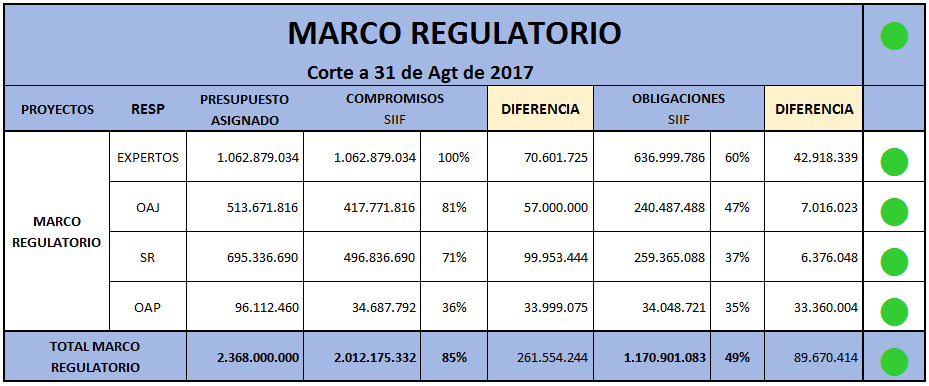 MARCO REGULATORIO
Corte a 31 de Agt de 2017
PROYECTOS RESP PRESUPUESTO ASIGNADO COMPROMISOS SIIF DIFERENCIA OBLIGACIONES SIIF DIFERENCIA
MARCO REGULATORIO
EXPERTOS 1.062.879.034 1.062.879.034 100% 70.601.725 636.999.786 60% 42.918.339
OAJ 513.671.816 417.771.816 81% 57.000.000 240.487.488 47% 7.016.023
SR 695.336.690 496.836.690 71% 99.953.444 259.365.088 37% 6.376.048
OAP 96.112.460 34.687.792 36% 33.999.075 34.048.721 35% 33.360.004
TOTAL MARCO REGULATORIO 2.368.000.000 2.012.175.332 85% 261.554.244 1.170.901.083 49% 89.670.414